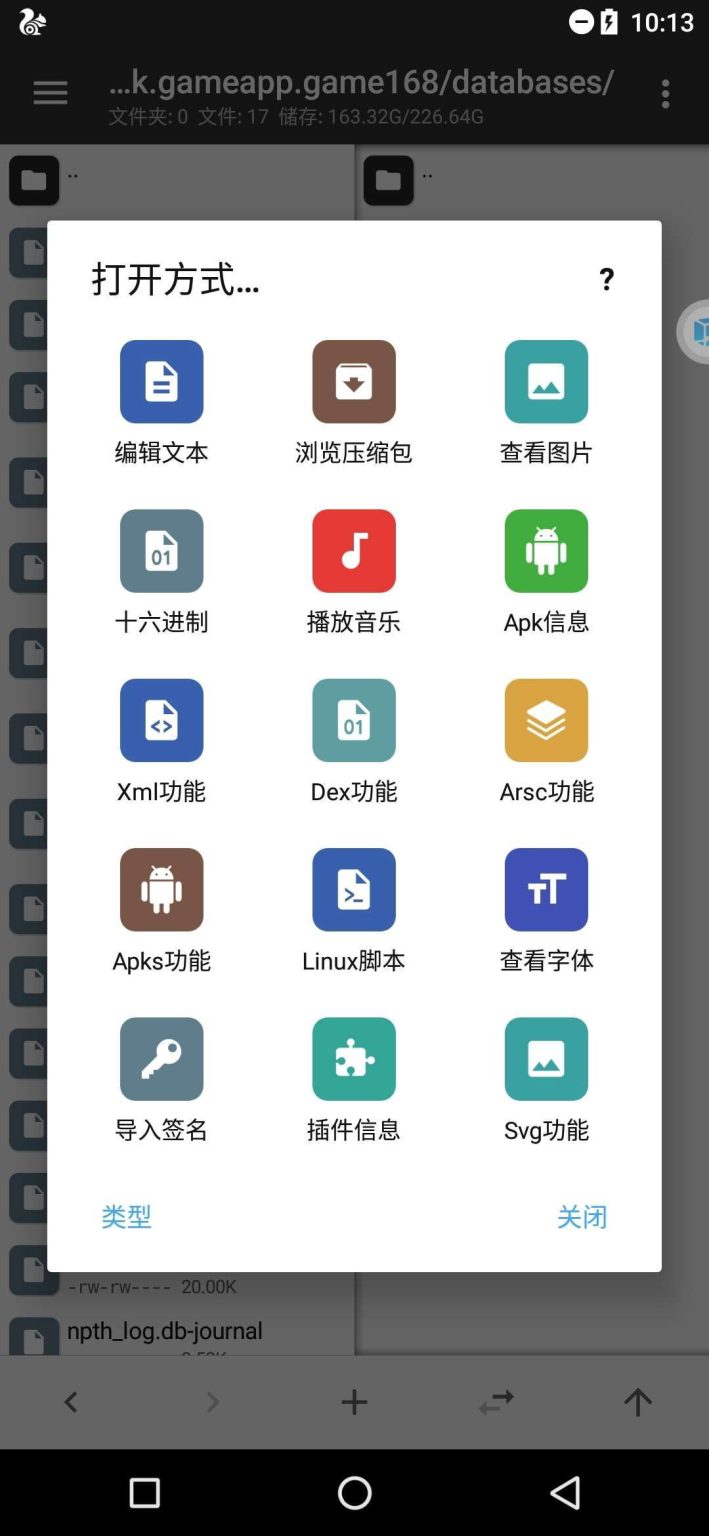 10:13
…k.gameapp.game168/databases/
文件夹: 0 文件: 17 储存: 163.32G/226.64G
..
..
打开方式…
?
编辑文本
浏览压缩包
查看图片
01
十六进制
播放音乐
Apk信息
Xml功能
01
Dex功能
Arsc功能
Apks功能
Linux脚本
TT
查看字体
导入签名
插件信息
Svg功能
类型
关闭
-rw-rw---- 20.00K
npth_log.db-journal